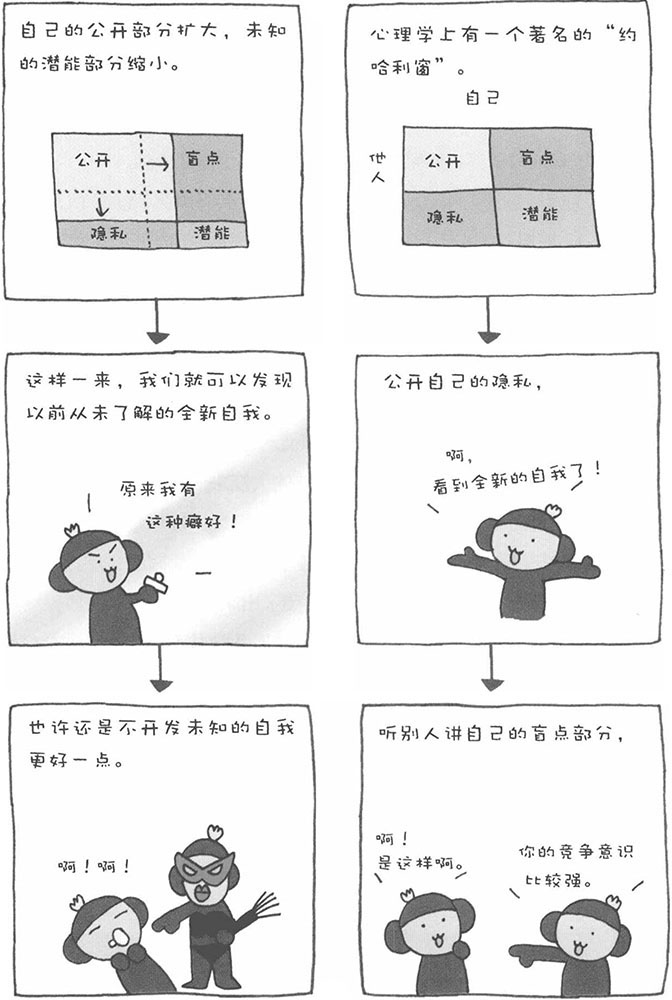 心理学上有一个著名的“约
哈利窗”。
自己
他人
公开
盲点
隐私
潜能
公开自己的隐私，
啊，
看到全新的自我了！
听别人讲自己的盲点部分，
啊！
是这样啊。
你的竞争意识
比较强。
自己的公开部分扩大，未知
的潜能部分缩小。
公开
盲点
隐私
潜能
这样一来，我们就可以发现
以前从未了解的全新自我。
原来我有
这种癖好！
也许还是不开发未知的自我
更好一点。
啊！啊！